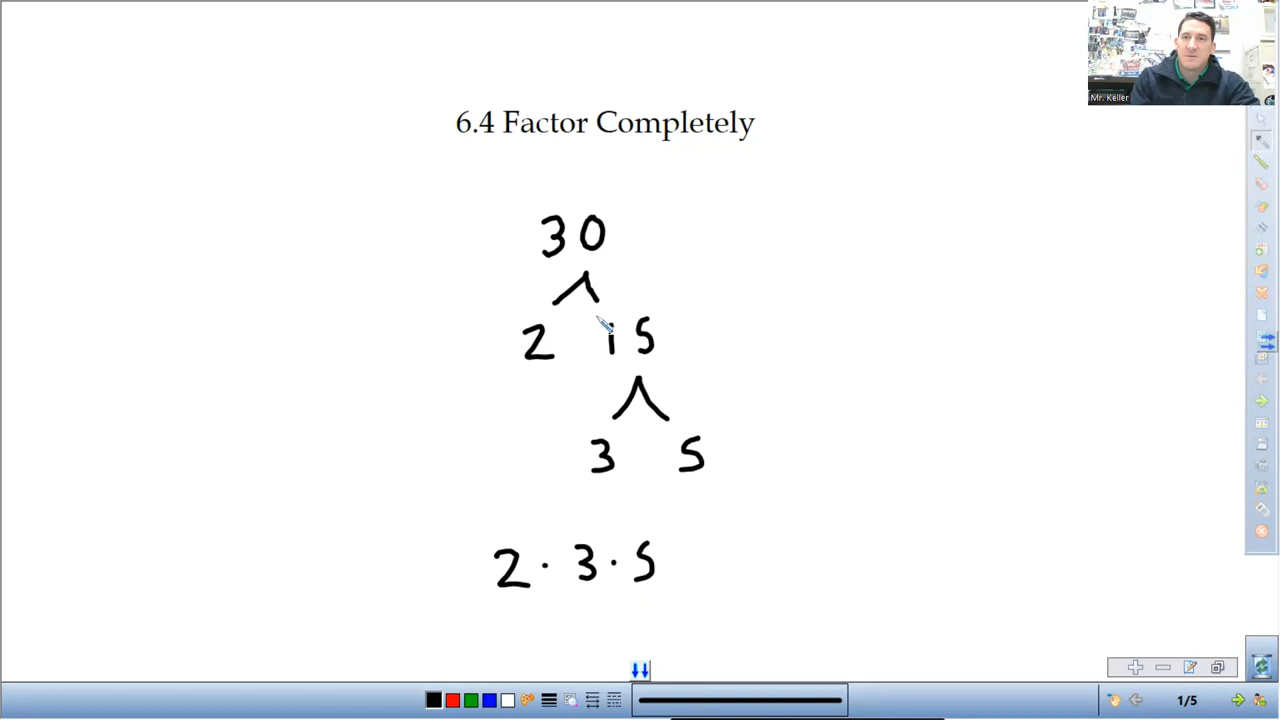 Mr. Keller
6.4 Factor Completely
30
2 15
3 5
2 · 3 · 5
1/5